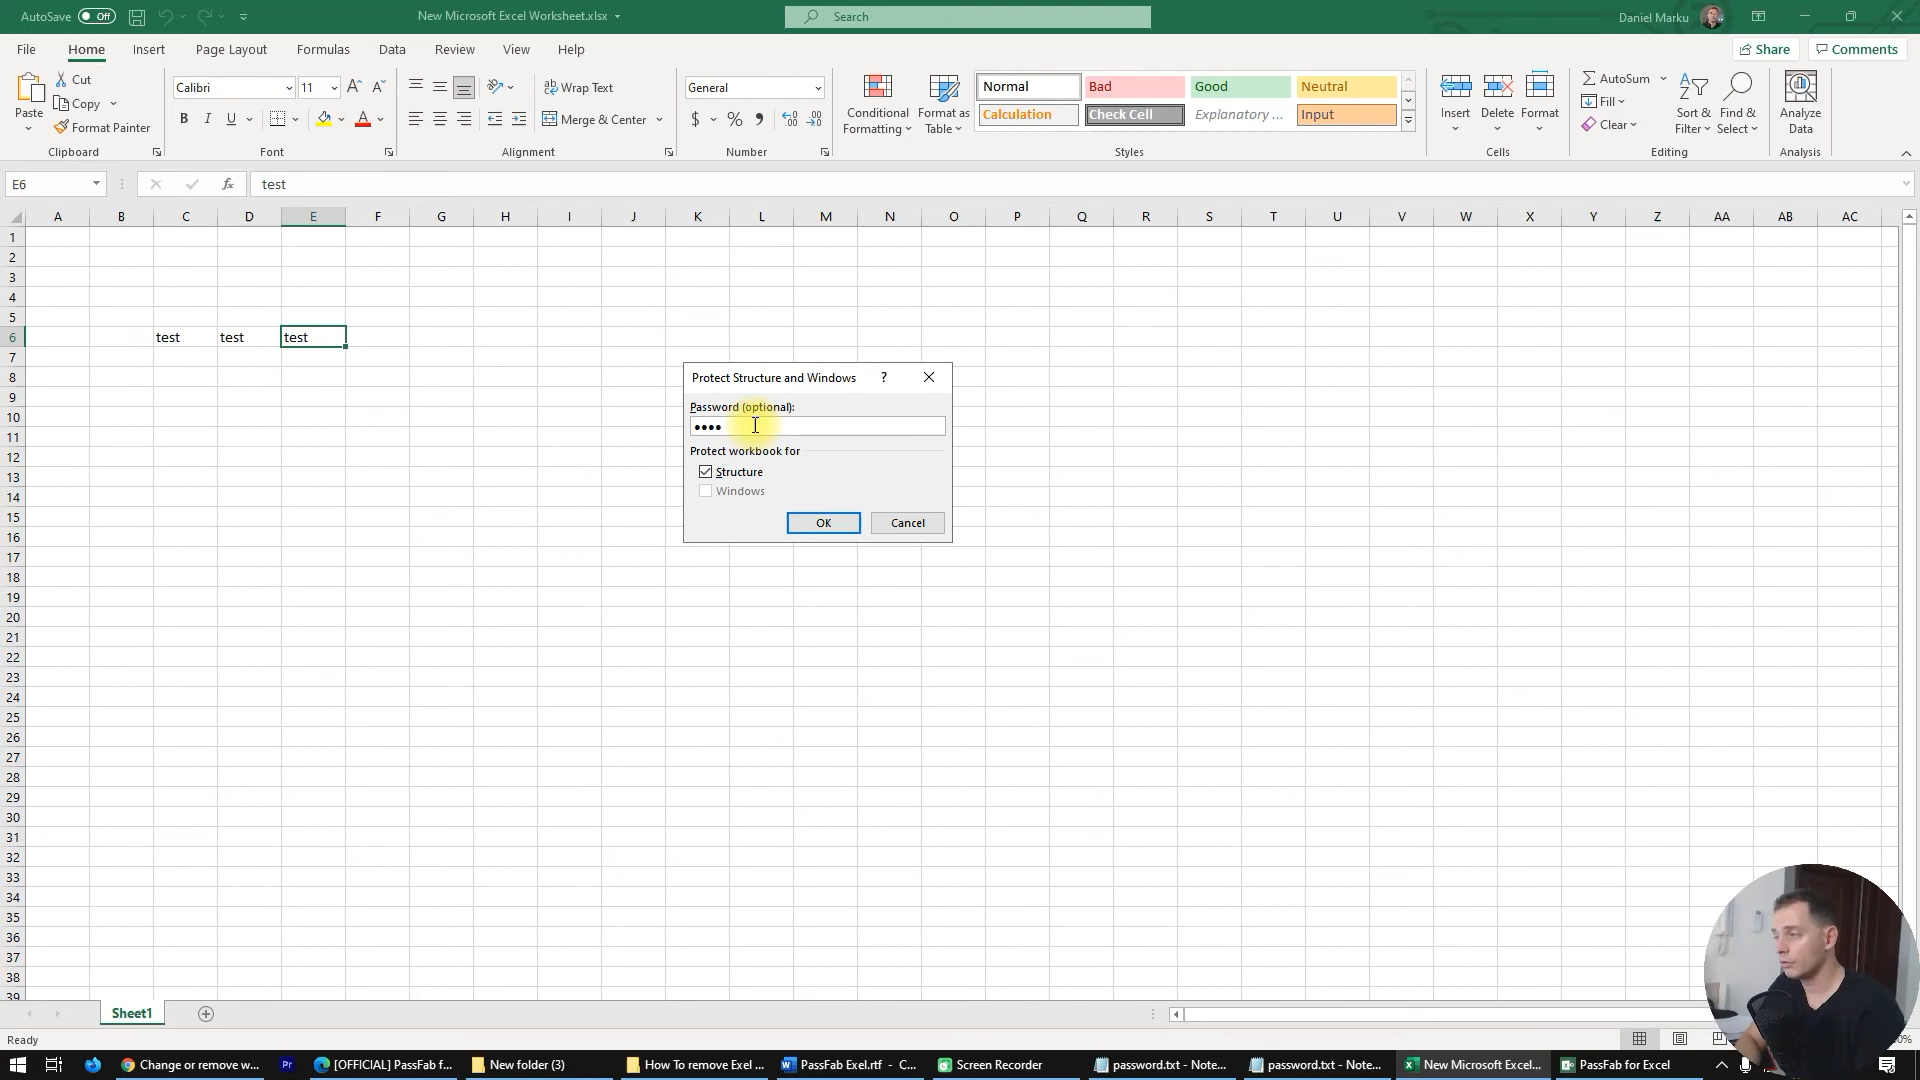 AutoSave Off
New Microsoft Excel Worksheet.xlsx
Search
Daniel Marku
File Home Insert Page Layout Formulas Data Review View Help
Share Comments
Paste
Cut
Copy
Format Painter
Clipboard
Calibri 11
B I U
Font
Wrap Text
Merge & Center
Alignment
General
$ % 9
Number
Conditional Formatting
Format as Table
Normal Bad Good Neutral
Calculation Check Cell Explanatory ... Input
Styles
Insert Delete Format
Cells
AutoSum
Fill
Clear
Sort & Filter
Find & Select
Editing
Analyze Data
Analysis
E6
fx
test
A B C D E F G H I J K L M N O P Q R S T U V W X Y Z AA AB AC
1
2
3
4
5
6 test test test
7
8
9
10
11
12
13
14
15
16
17
18
19
20
21
22
23
24
25
26
27
28
29
30
31
32
33
34
35
36
37
38
39
Protect Structure and Windows ?
Password (optional):
••••
Protect workbook for
Structure
Windows
OK Cancel
Sheet1
Ready
Change or remove w...
Pr
[OFFICIAL] PassFab f...
New folder (3)
How To remove Exel ...
PassFab Exel.rtf - C...
Screen Recorder
password.txt - Note...
password.txt - Note...
New Microsoft Excel...
PassFab for Excel